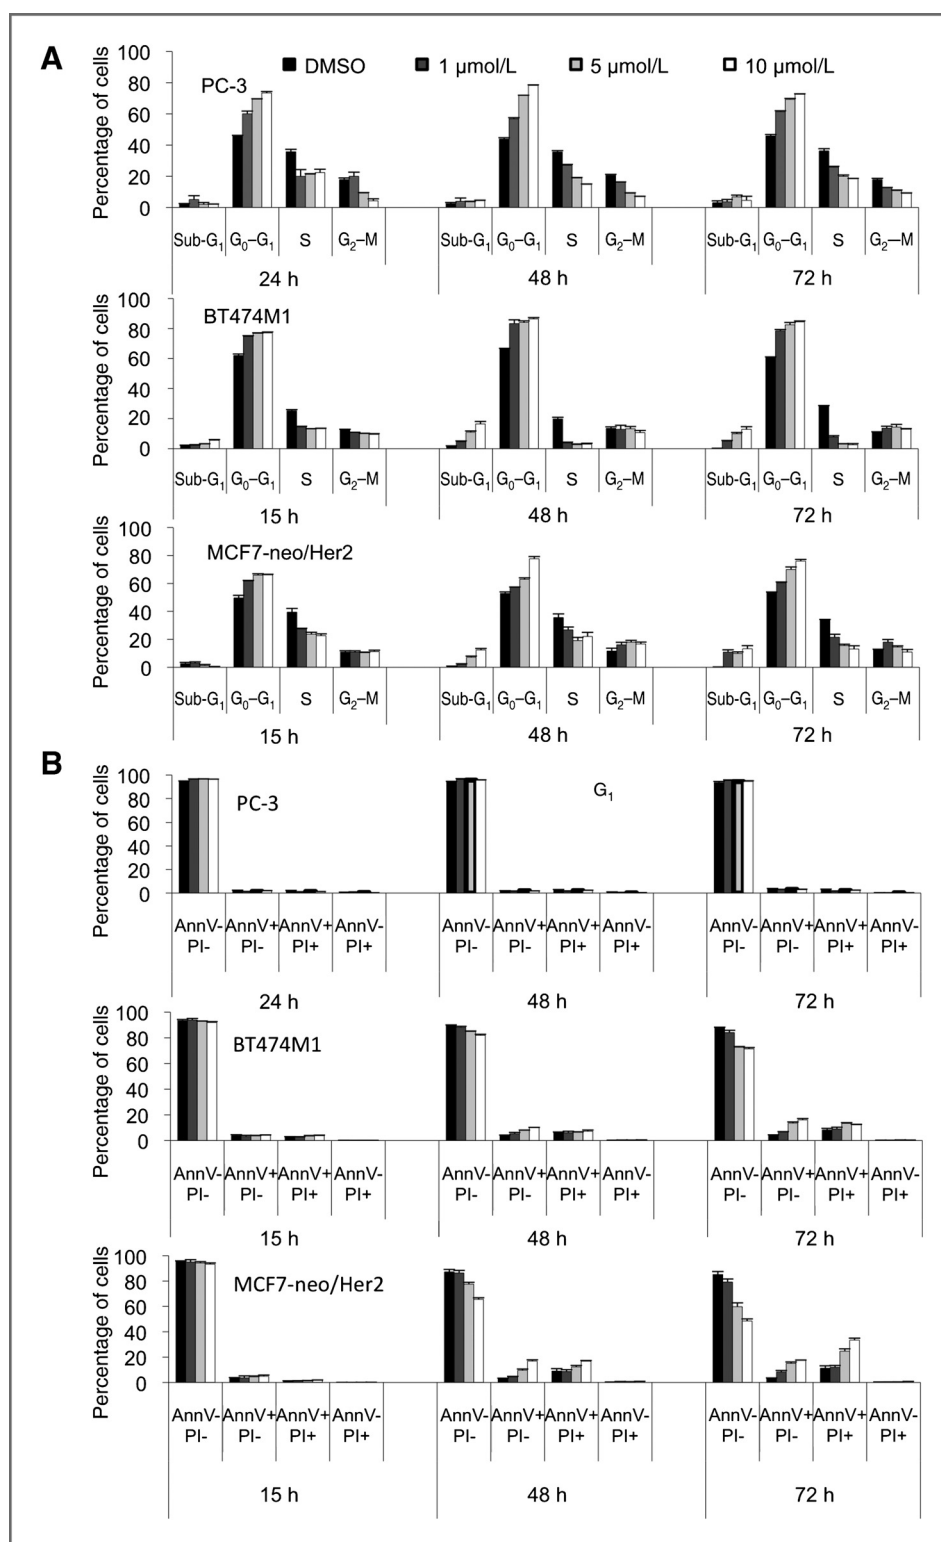 A
Percentage of cells
100
80
60
40
20
0
DMSO 1 µmol/L 5 µmol/L 10 µmol/L
PC-3
Sub-G₁ G₀–G₁ S G₂–M Sub-G₁ G₀–G₁ S G₂–M Sub-G₁ G₀–G₁ S G₂–M
24 h 48 h 72 h
Percentage of cells
100
80
60
40
20
0
BT474M1
Sub-G₁ G₀–G₁ S G₂–M Sub-G₁ G₀–G₁ S G₂–M Sub-G₁ G₀–G₁ S G₂–M
15 h 48 h 72 h
Percentage of cells
100
80
60
40
20
0
MCF7-neo/Her2
Sub-G₁ G₀–G₁ S G₂–M Sub-G₁ G₀–G₁ S G₂–M Sub-G₁ G₀–G₁ S G₂–M
15 h 48 h 72 h
B
Percentage of cells
100
80
60
40
20
0
PC-3
G₁
AnnV- AnnV+ AnnV+ AnnV- AnnV- AnnV+ AnnV+ AnnV- AnnV- AnnV+ AnnV+ AnnV-
PI- PI- PI+ PI+ PI- PI- PI+ PI+ PI- PI- PI+ PI+
24 h 48 h 72 h
Percentage of cells
100
80
60
40
20
0
BT474M1
AnnV- AnnV+ AnnV+ AnnV- AnnV- AnnV+ AnnV+ AnnV- AnnV- AnnV+ AnnV+ AnnV-
PI- PI- PI+ PI+ PI- PI- PI+ PI+ PI- PI- PI+ PI+
15 h 48 h 72 h
Percentage of cells
100
80
60
40
20
0
MCF7-neo/Her2
AnnV- AnnV+ AnnV+ AnnV- AnnV- AnnV+ AnnV+ AnnV- AnnV- AnnV+ AnnV+ AnnV-
PI- PI- PI+ PI+ PI- PI- PI+ PI+ PI- PI- PI+ PI+
15 h 48 h 72 h